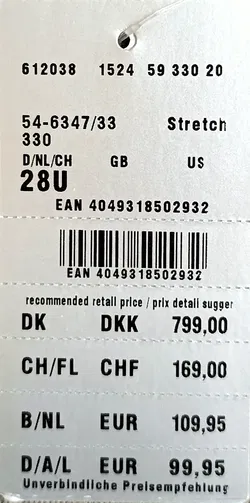 612038 1524 59 330 20
54-6347/33 Stretch
330
D/NL/CH GB US
28U
EAN 4049318502932
EAN 4049318502932
recommended retail price / prix detail sugger
DK DKK 799,00
CH/FL CHF 169,00
B/NL EUR 109,95
D/A/L EUR 99,95
Unverbindliche Preisempfehlung